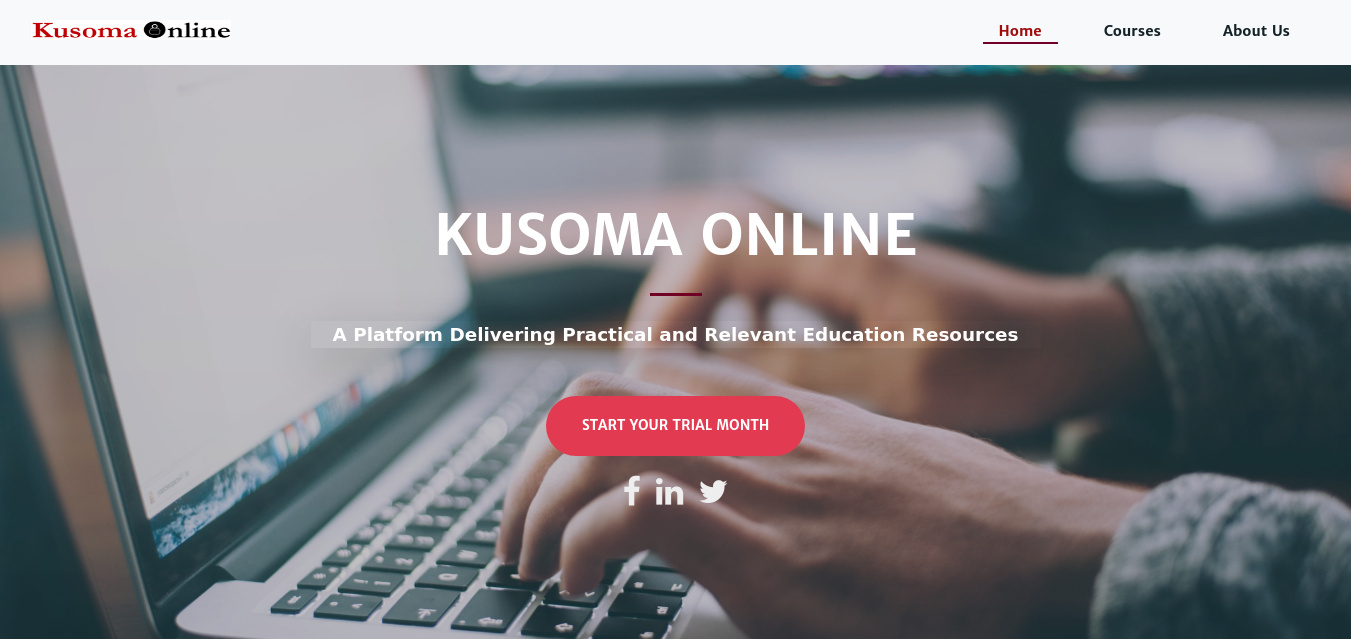 Kusoma Online
Home
Courses
About Us
KUSOMA ONLINE
A Platform Delivering Practical and Relevant Education Resources
START YOUR TRIAL MONTH